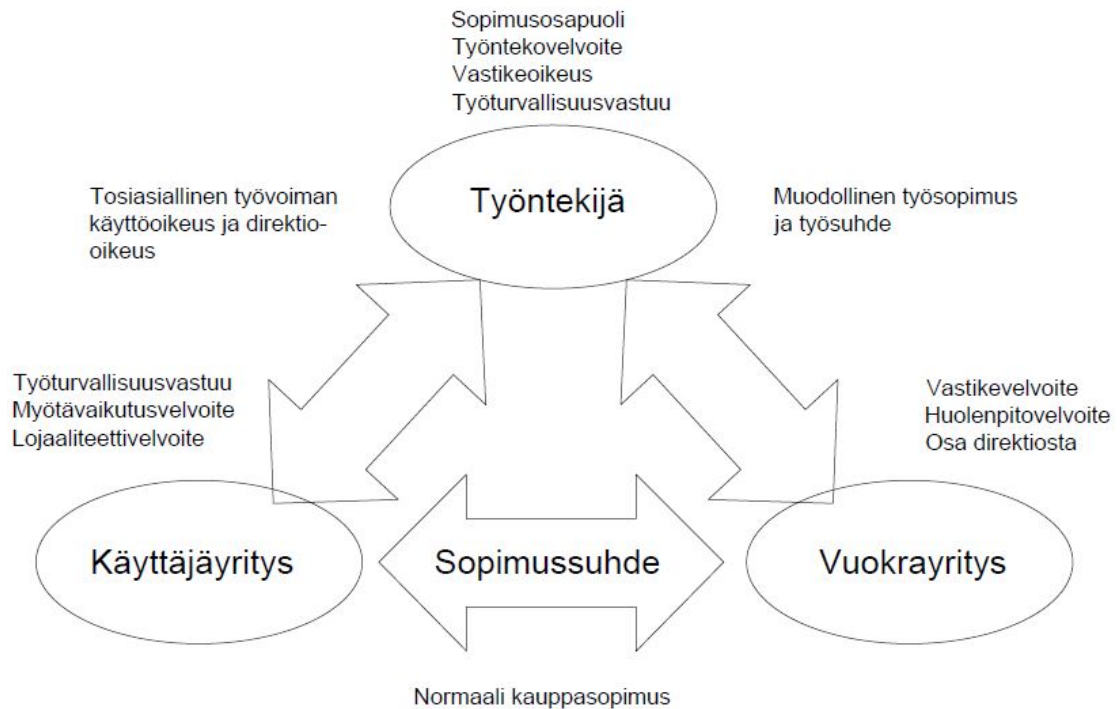 Sopimusosapuoli
Työntekovelvoite
Vastikeoikeus
Työturvallisuusvastuu
Työntekijä
Tosiasiallinen työvoiman
käyttöoikeus ja direktio-
oikeus
Muodollinen työsopimus
ja työsuhde
Työturvallisuusvastuu
Myötävaikutusvelvoite
Lojaaliteettivelvoite
Vastikevelvoite
Huolenpitovelvoite
Osa direktiosta
Käyttäjäyritys
Sopimussuhde
Vuokrayritys
Normaali kauppasopimus